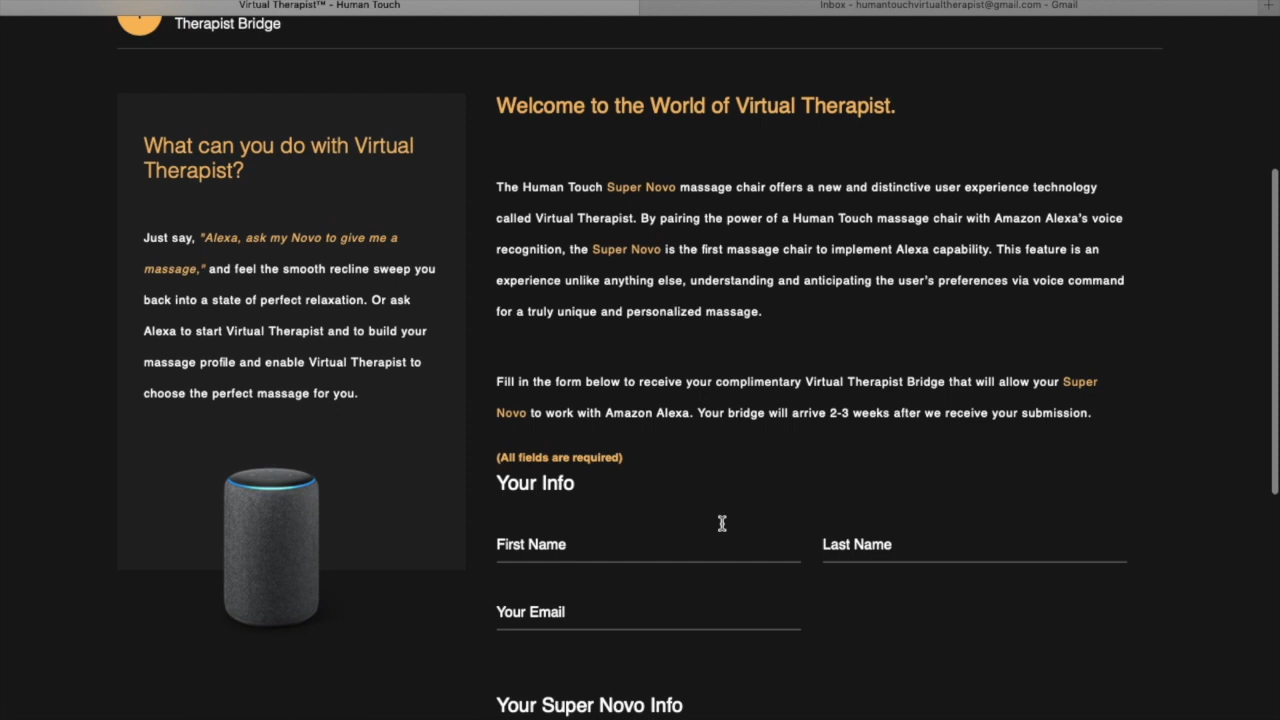 Virtual Therapist™ - Human Touch
Inbox - humantouchvirtualtherapist@gmail.com - Gmail
Therapist Bridge
What can you do with Virtual
Therapist?
Just say, "Alexa, ask my Novo to give me a
massage," and feel the smooth recline sweep you
back into a state of perfect relaxation. Or ask
Alexa to start Virtual Therapist and to build your
massage profile and enable Virtual Therapist to
choose the perfect massage for you.
Welcome to the World of Virtual Therapist.
The Human Touch Super Novo massage chair offers a new and distinctive user experience technology
called Virtual Therapist. By pairing the power of a Human Touch massage chair with Amazon Alexa's voice
recognition, the Super Novo is the first massage chair to implement Alexa capability. This feature is an
experience unlike anything else, understanding and anticipating the user's preferences via voice command
for a truly unique and personalized massage.
Fill in the form below to receive your complimentary Virtual Therapist Bridge that will allow your Super
Novo to work with Amazon Alexa. Your bridge will arrive 2-3 weeks after we receive your submission.
(All fields are required)
Your Info
First Name
Last Name
Your Email
Your Super Novo Info